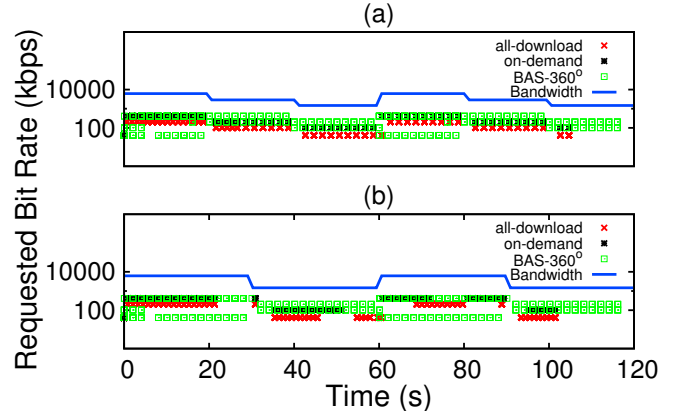 (a)
Requested Bit Rate (kbps)
10000
100
all-download
on-demand
BAS-360°
Bandwidth
(b)
10000
100
all-download
on-demand
BAS-360°
Bandwidth
0 20 40 60 80 100 120
Time (s)